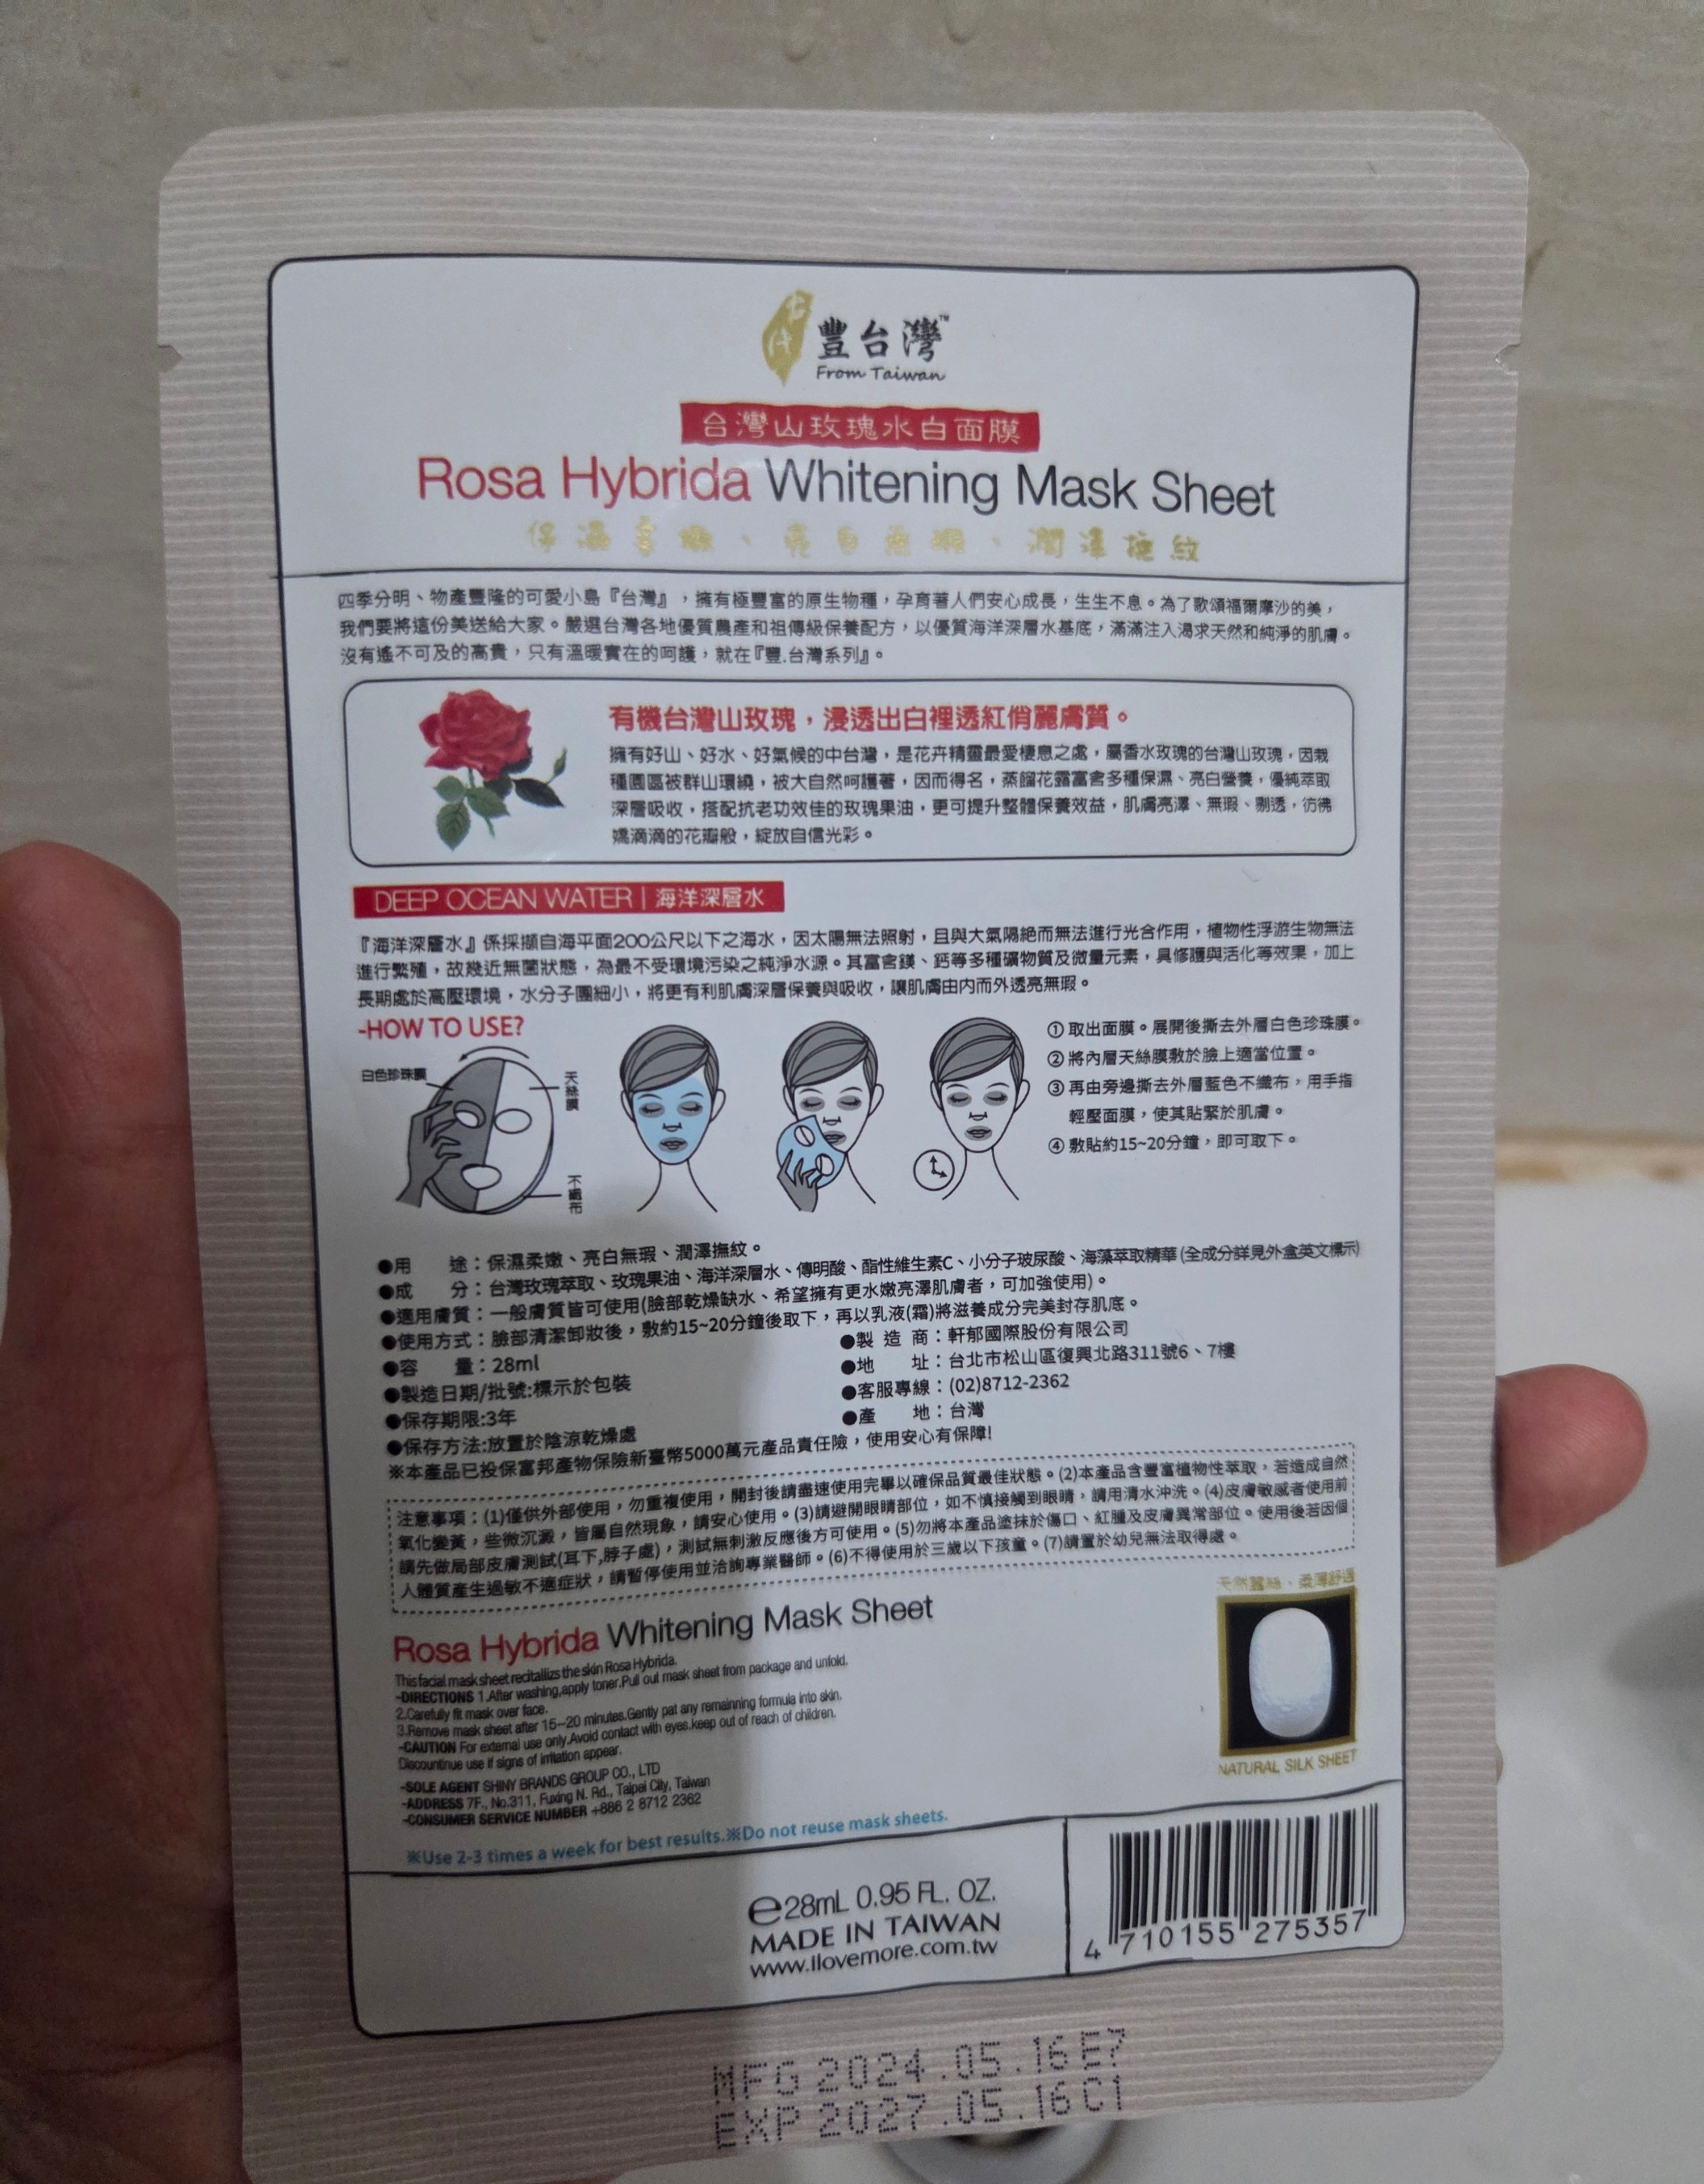 豐台灣™
From Taiwan
台灣山玫瑰水白面膜
Rosa Hybrida Whitening Mask Sheet
保濕柔嫩、亮白無瑕、潤澤撫紋
四季分明、物產豐隆的可愛小島『台灣』，擁有極豐富的原生物種，孕育著人們安心成長，生生不息。為了歌頌福爾摩沙的美，
我們要將這份美送給大家。嚴選台灣各地優質農產和祖傳級保養配方，以優質海洋深層水基底，滿滿注入渴求天然和純淨的肌膚。
沒有遙不可及的高貴，只有溫暖實在的呵護，就在『豐.台灣系列』。
有機台灣山玫瑰，浸透出白裡透紅俏麗膚質。
擁有好山、好水、好氣候的中台灣，是花卉精靈最愛棲息之處，屬香水玫瑰的台灣山玫瑰，因栽
種園區被群山環繞，被大自然呵護著，因而得名，蒸餾花露富含多種保濕、亮白營養，優純萃取
深層吸收，搭配抗老功效佳的玫瑰果油，更可提升整體保養效益，肌膚亮澤、無瑕、剔透，彷彿
嬌滴滴的花瓣般，綻放自信光彩。
DEEP OCEAN WATER | 海洋深層水
『海洋深層水』係採擷自海平面200公尺以下之海水，因太陽無法照射，且與大氣隔絕而無法進行光合作用，植物性浮游生物無法
進行繁殖，故幾近無菌狀態，為最不受環境污染之純淨水源。其富含鎂、鈣等多種礦物質及微量元素，具修護與活化等效果，加上
長期處於高壓環境，水分子團細小，將更有利肌膚深層保養與吸收，讓肌膚由內而外透亮無瑕。
-HOW TO USE?
白色珍珠膜
天絲膜
不織布
①取出面膜。展開後撕去外層白色珍珠膜。
②將內層天絲膜敷於臉上適當位置。
③再由旁邊撕去外層藍色不織布，用手指
輕壓面膜，使其貼緊於肌膚。
④敷貼約15~20分鐘，即可取下。
●用　　途：保濕柔嫩、亮白無瑕、潤澤撫紋。
●成　　分：台灣玫瑰萃取、玫瑰果油、海洋深層水、傳明酸、酯性維生素C、小分子玻尿酸、海藻萃取精華(全成分詳見外盒英文標示)
●適用膚質：一般膚質皆可使用(臉部乾燥缺水、希望擁有更水嫩亮澤肌膚者，可加強使用)。
●使用方式：臉部清潔卸妝後，敷約15~20分鐘後取下，再以乳液(霜)將滋養成分完美封存肌底。
●容　　量：28ml
●製造日期/批號:標示於包裝
●保存期限:3年
●保存方法:放置於陰涼乾燥處
●製 造 商：軒郁國際股份有限公司
●地　　址：台北市松山區復興北路311號6、7樓
●客服專線：(02)8712-2362
●產　　地：台灣
※本產品已投保富邦產物保險新臺幣5000萬元產品責任險，使用安心有保障!
注意事項：(1)僅供外部使用，勿重複使用，開封後請盡速使用完畢以確保品質最佳狀態。(2)本產品含豐富植物性萃取，若造成自然
氧化變黃，些微沉澱，皆屬自然現象，請安心使用。(3)請避開眼睛部位，如不慎接觸到眼睛，請用清水沖洗。(4)皮膚敏感者使用前
請先做局部皮膚測試(耳下,脖子處)，測試無刺激反應後方可使用。(5)勿將本產品塗抹於傷口、紅腫及皮膚異常部位。使用後若因個
人體質產生過敏不適症狀，請暫停使用並洽詢專業醫師。(6)不得使用於三歲以下孩童。(7)請置於幼兒無法取得處。
Rosa Hybrida Whitening Mask Sheet
This facial mask sheet recitallizs the skin Rosa Hybrida.
-DIRECTIONS 1.After washing,apply toner.Pull out mask sheet from package and unfold.
2.Carefully fit mask over face.
3.Remove mask sheet after 15~20 minutes.Gently pat any remainning formula into skin.
-CAUTION For external use only.Avoid contact with eyes.keep out of reach of children.
Discountinue use if signs of irritation appear.
-SOLE AGENT SHINY BRANDS GROUP CO., LTD
-ADDRESS 7F., No.311, Fuxing N. Rd., Taipei City, Taiwan
-CONSUMER SERVICE NUMBER +886 2 8712 2362
※Use 2-3 times a week for best results.※Do not reuse mask sheets.
天然蠶絲、柔薄舒適
NATURAL SILK SHEET
e28mL 0.95 FL. OZ.
MADE IN TAIWAN
www.Ilovemore.com.tw
4 710155 275357
MFG 2024.05.16E7
EXP 2027.05.16C1